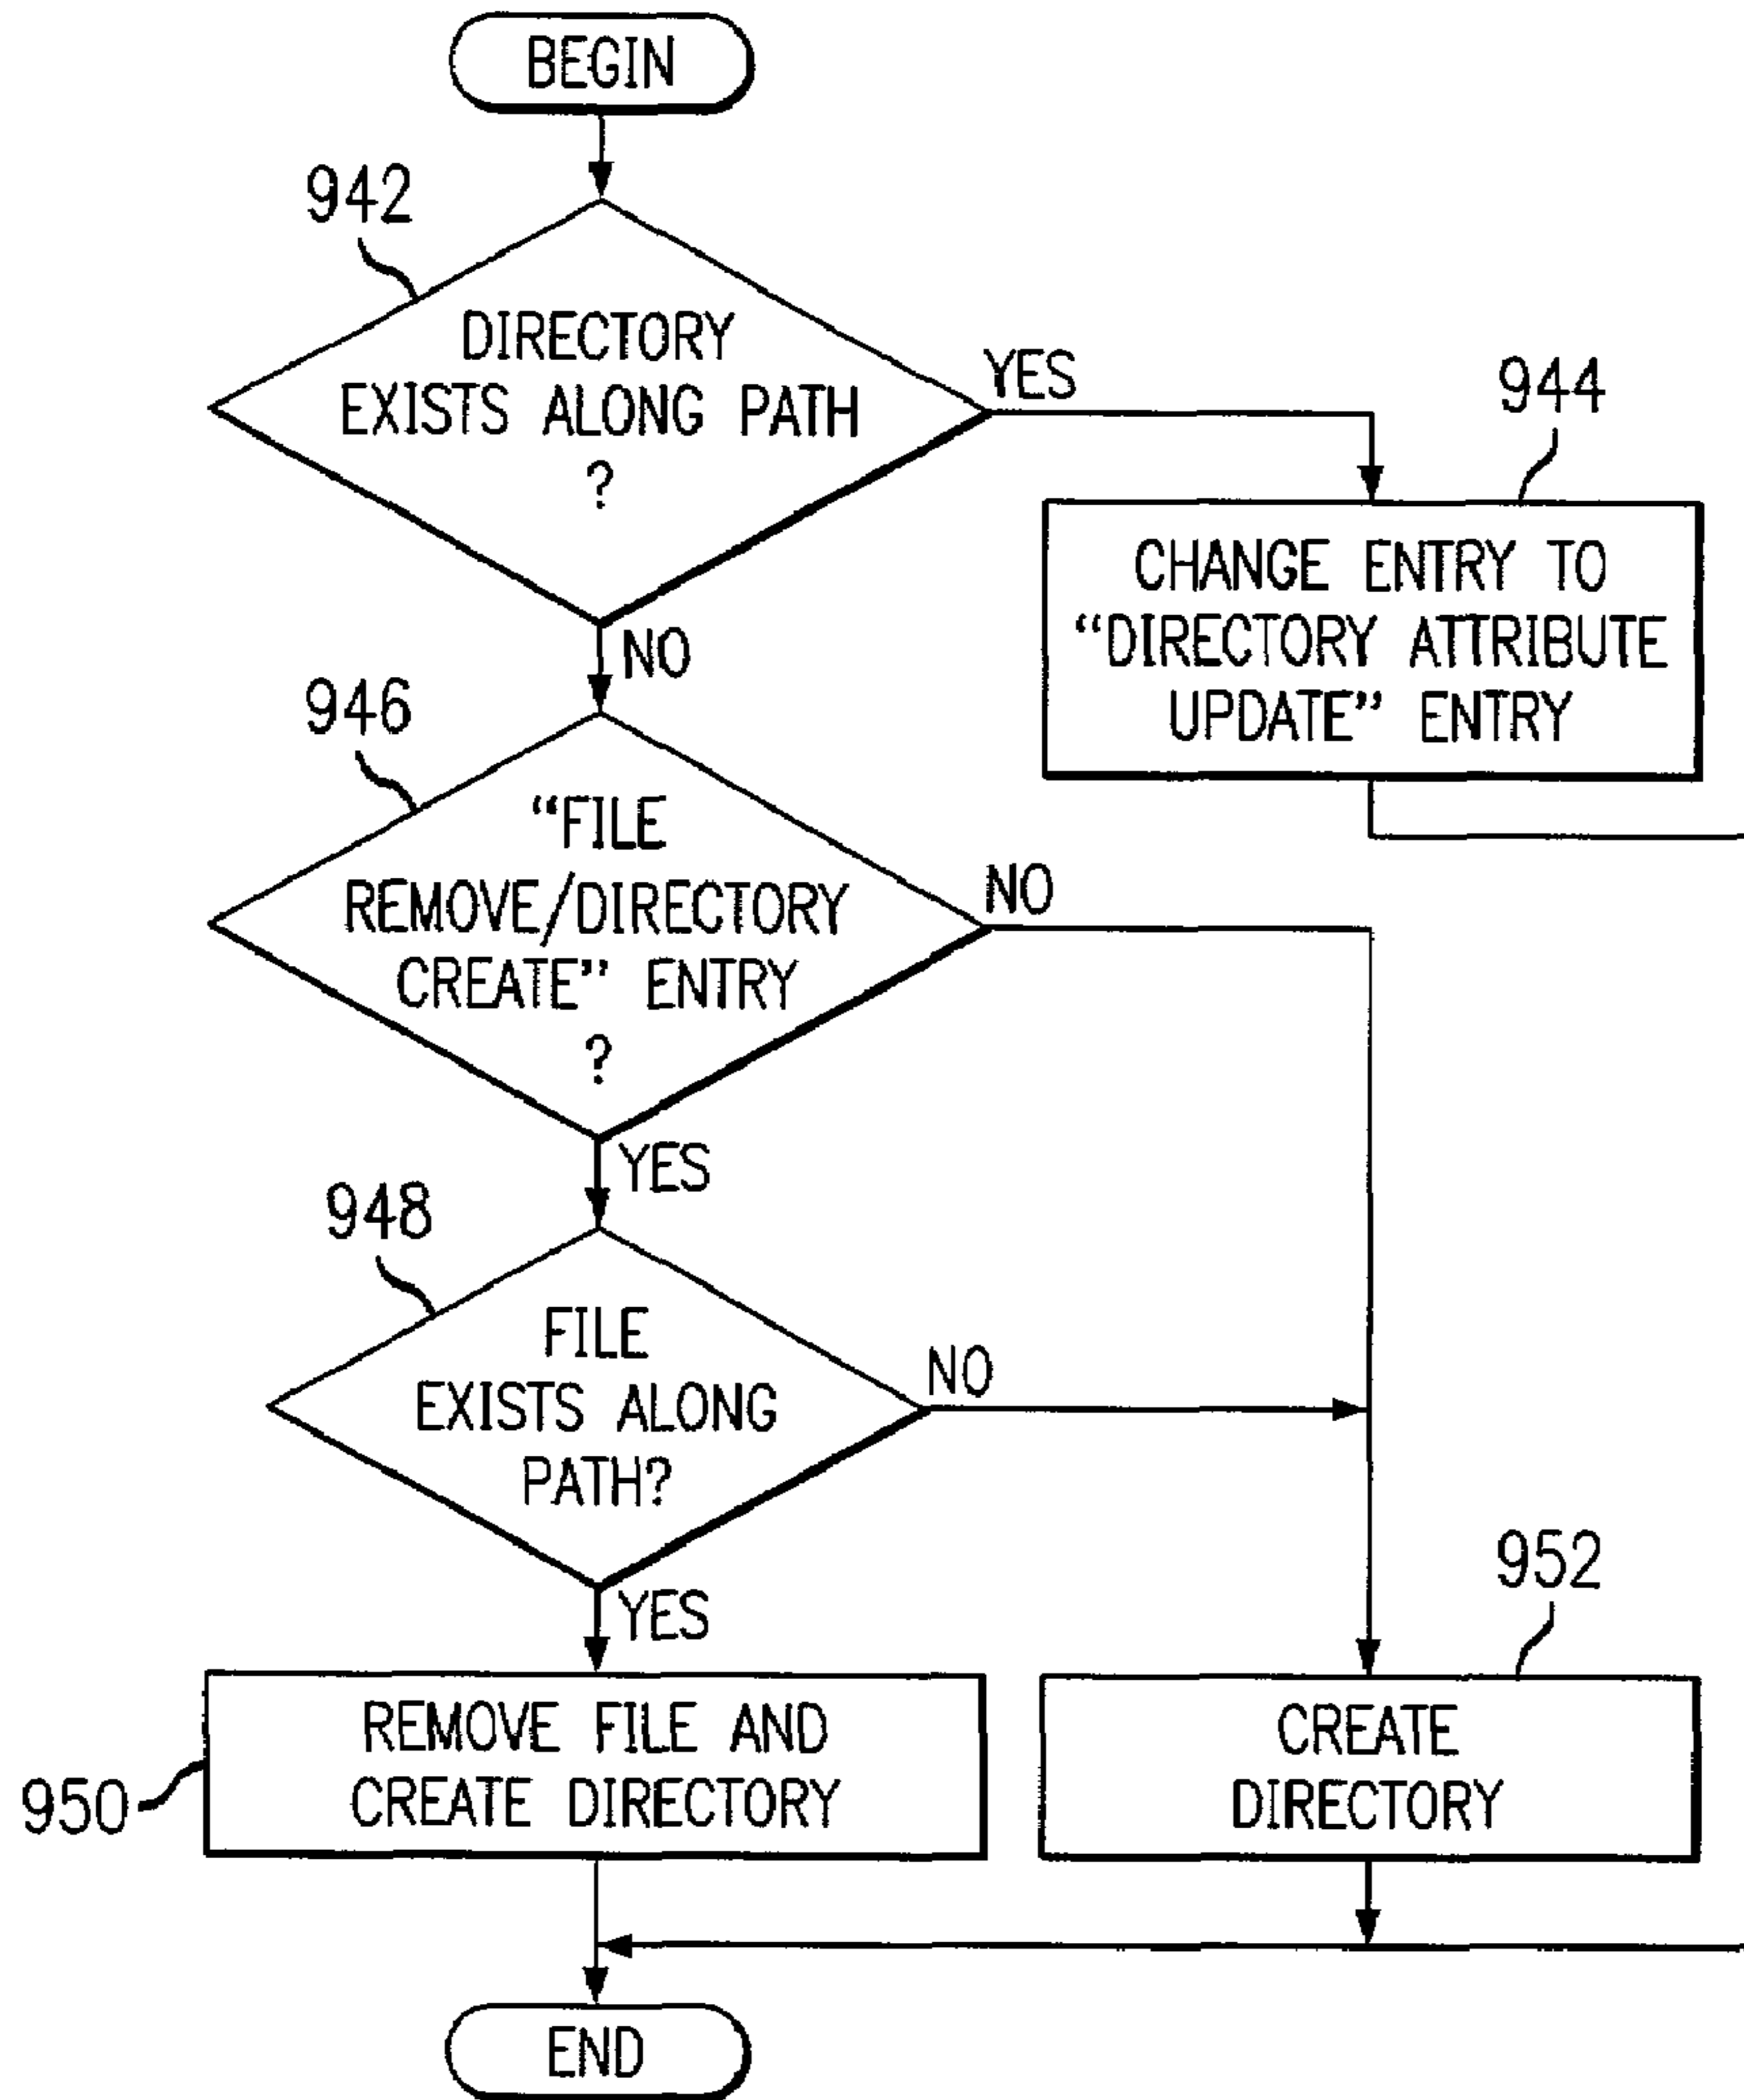 BEGIN
942
DIRECTORY
EXISTS ALONG PATH
?
YES
944
CHANGE ENTRY TO
“DIRECTORY ATTRIBUTE
UPDATE” ENTRY
NO
946
“FILE
REMOVE/DIRECTORY
CREATE” ENTRY
?
NO
YES
948
FILE
EXISTS ALONG
PATH?
NO
YES
950
REMOVE FILE AND
CREATE DIRECTORY
952
CREATE
DIRECTORY
END